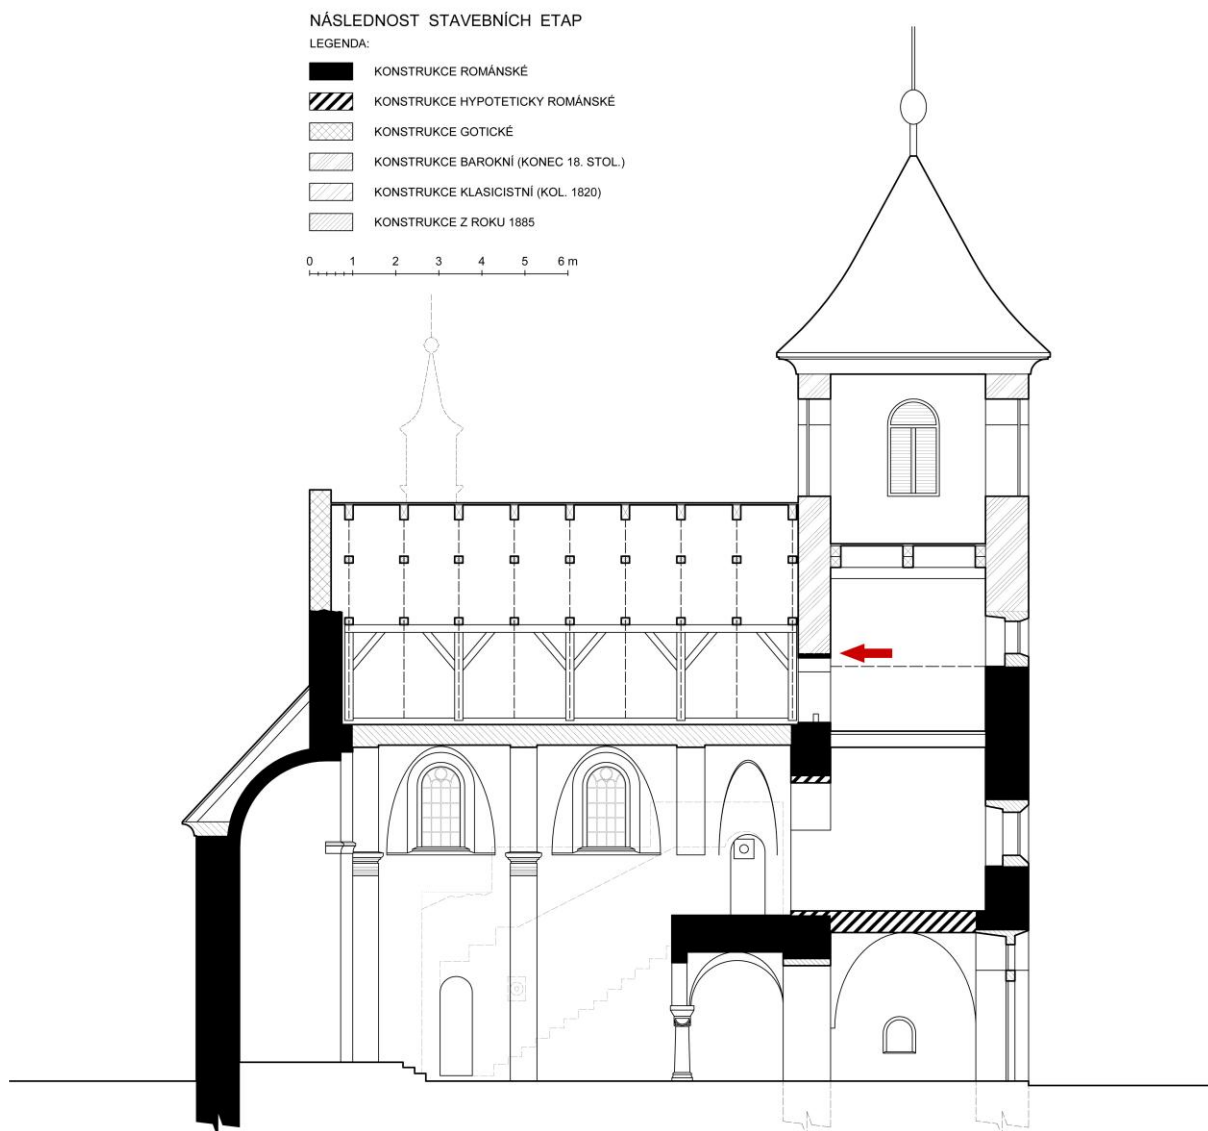 NÁSLEDNOST STAVEBNÍCH ETAP
LEGENDA:
KONSTRUKCE ROMÁNSKÉ
KONSTRUKCE HYPOTETICKY ROMÁNSKÉ
KONSTRUKCE GOTICKÉ
KONSTRUKCE BAROKNÍ (KONEC 18. STOL.)
KONSTRUKCE KLASICISTNÍ (KOL. 1820)
KONSTRUKCE Z ROKU 1885
0 1 2 3 4 5 6 m